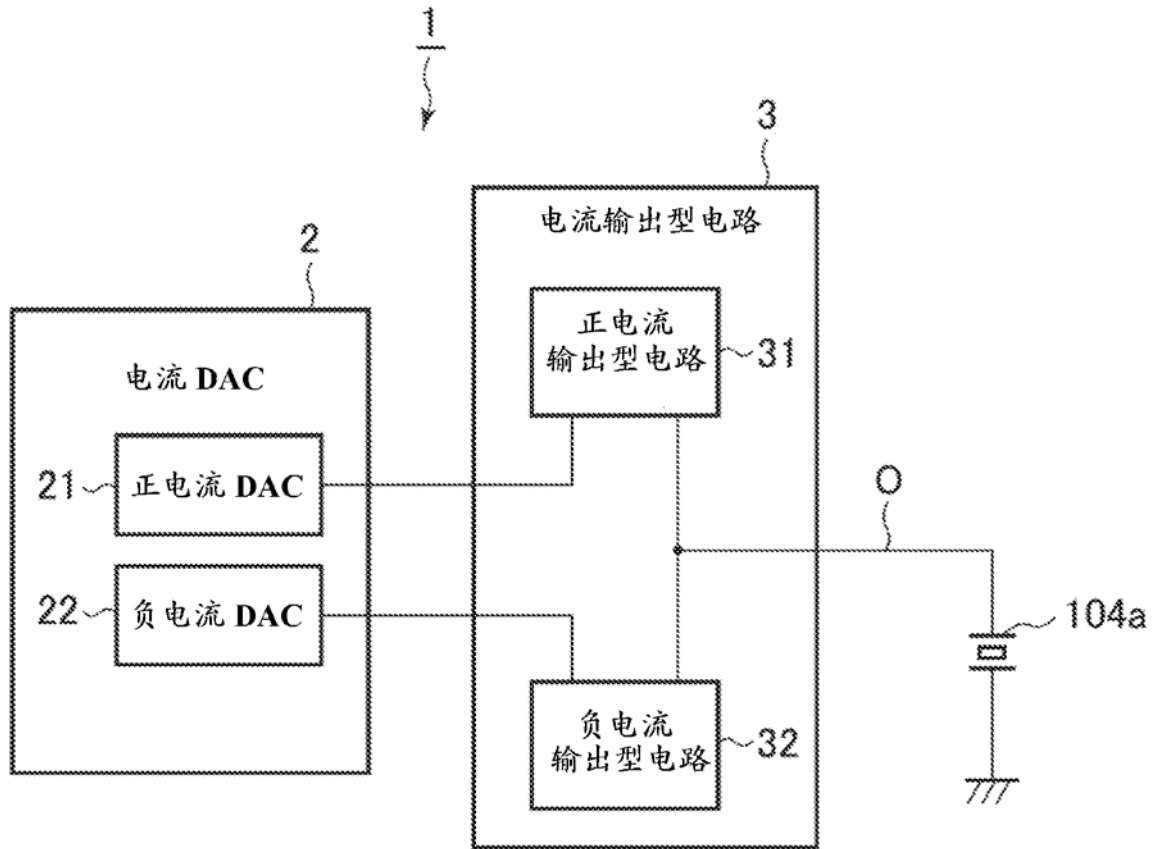 1
3
电流输出型电路
2
正电流
输出型电路
31
电流 DAC
21
正电流 DAC
O
22
负电流 DAC
104a
负电流
输出型电路
32